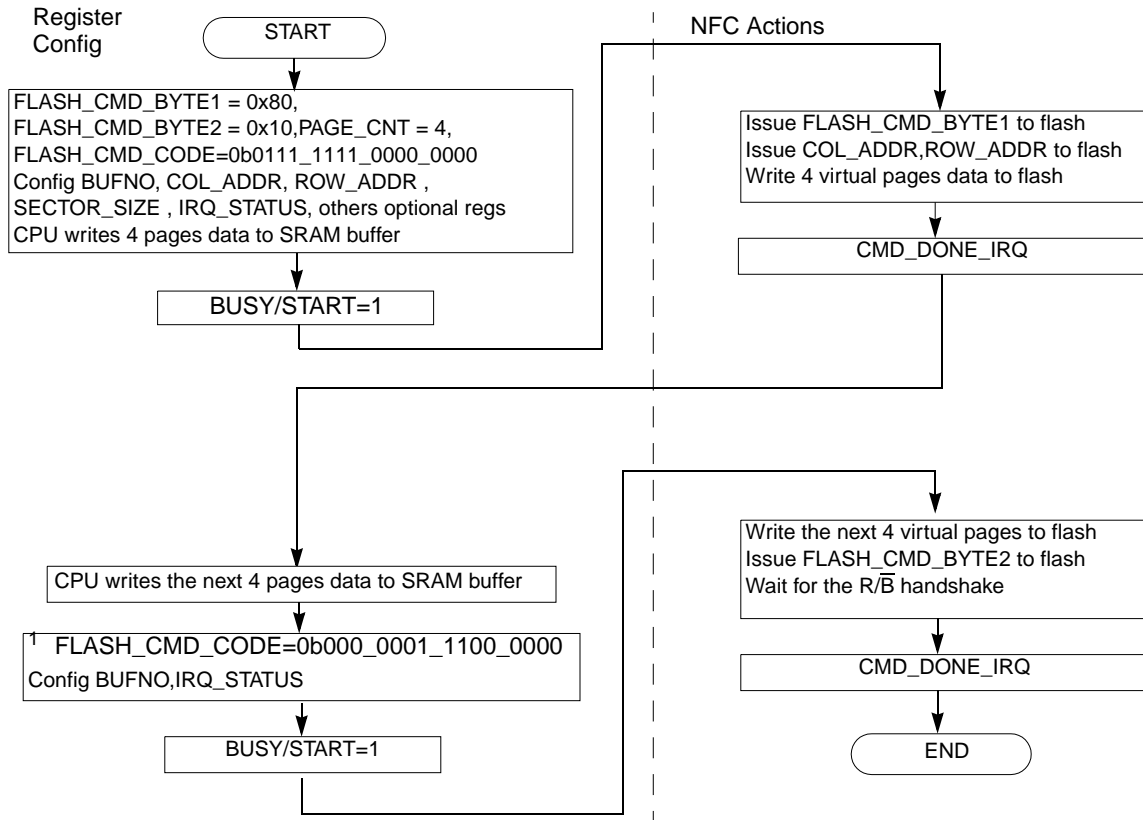 Register
Config
START
NFC Actions
FLASH_CMD_BYTE1 = 0x80,
FLASH_CMD_BYTE2 = 0x10,PAGE_CNT = 4,
FLASH_CMD_CODE=0b0111_1111_0000_0000
Config BUFNO, COL_ADDR, ROW_ADDR ,
SECTOR_SIZE , IRQ_STATUS, others optional regs
CPU writes 4 pages data to SRAM buffer
BUSY/START=1
Issue FLASH_CMD_BYTE1 to flash
Issue COL_ADDR,ROW_ADDR to flash
Write 4 virtual pages data to flash
CMD_DONE_IRQ
CPU writes the next 4 pages data to SRAM buffer
1 FLASH_CMD_CODE=0b000_0001_1100_0000
Config BUFNO,IRQ_STATUS
BUSY/START=1
Write the next 4 virtual pages to flash
Issue FLASH_CMD_BYTE2 to flash
Wait for the R/B̅ handshake
CMD_DONE_IRQ
END